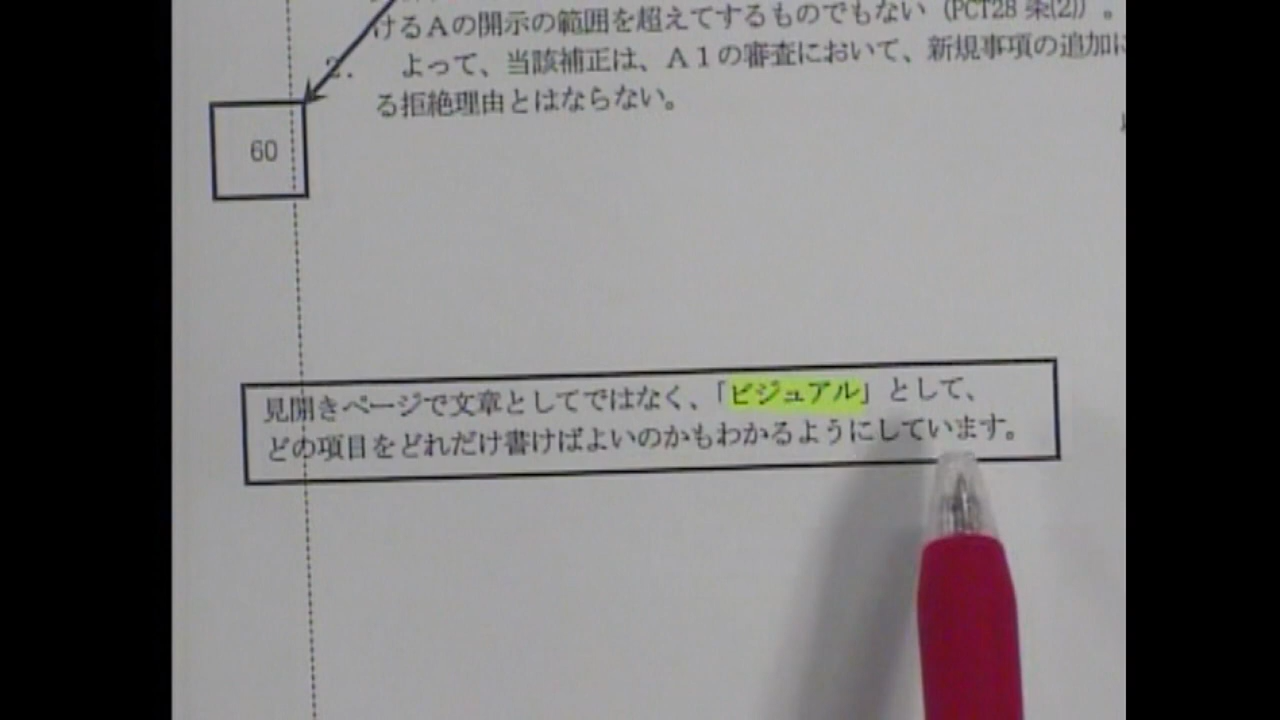 けるAの開示の範囲を超えてするものでもない（PCT28条(2)）。
2．　よって、当該補正は、A1の審査において、新規事項の追加に
る拒絶理由とはならない。
60
見開きページで文章としてではなく、「ビジュアル」として、
どの項目をどれだけ書けばよいのかもわかるようにしています。